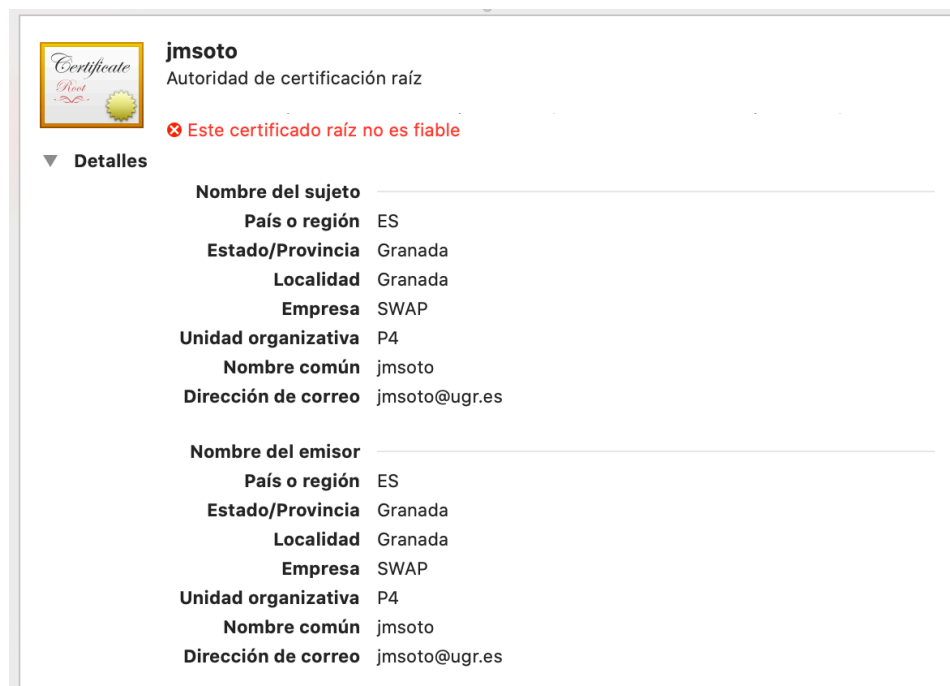 Certificate
Root
jmsoto
Autoridad de certificación raíz
Este certificado raíz no es fiable
Detalles
Nombre del sujeto
País o región ES
Estado/Provincia Granada
Localidad Granada
Empresa SWAP
Unidad organizativa P4
Nombre común jmsoto
Dirección de correo jmsoto@ugr.es
Nombre del emisor
País o región ES
Estado/Provincia Granada
Localidad Granada
Empresa SWAP
Unidad organizativa P4
Nombre común jmsoto
Dirección de correo jmsoto@ugr.es